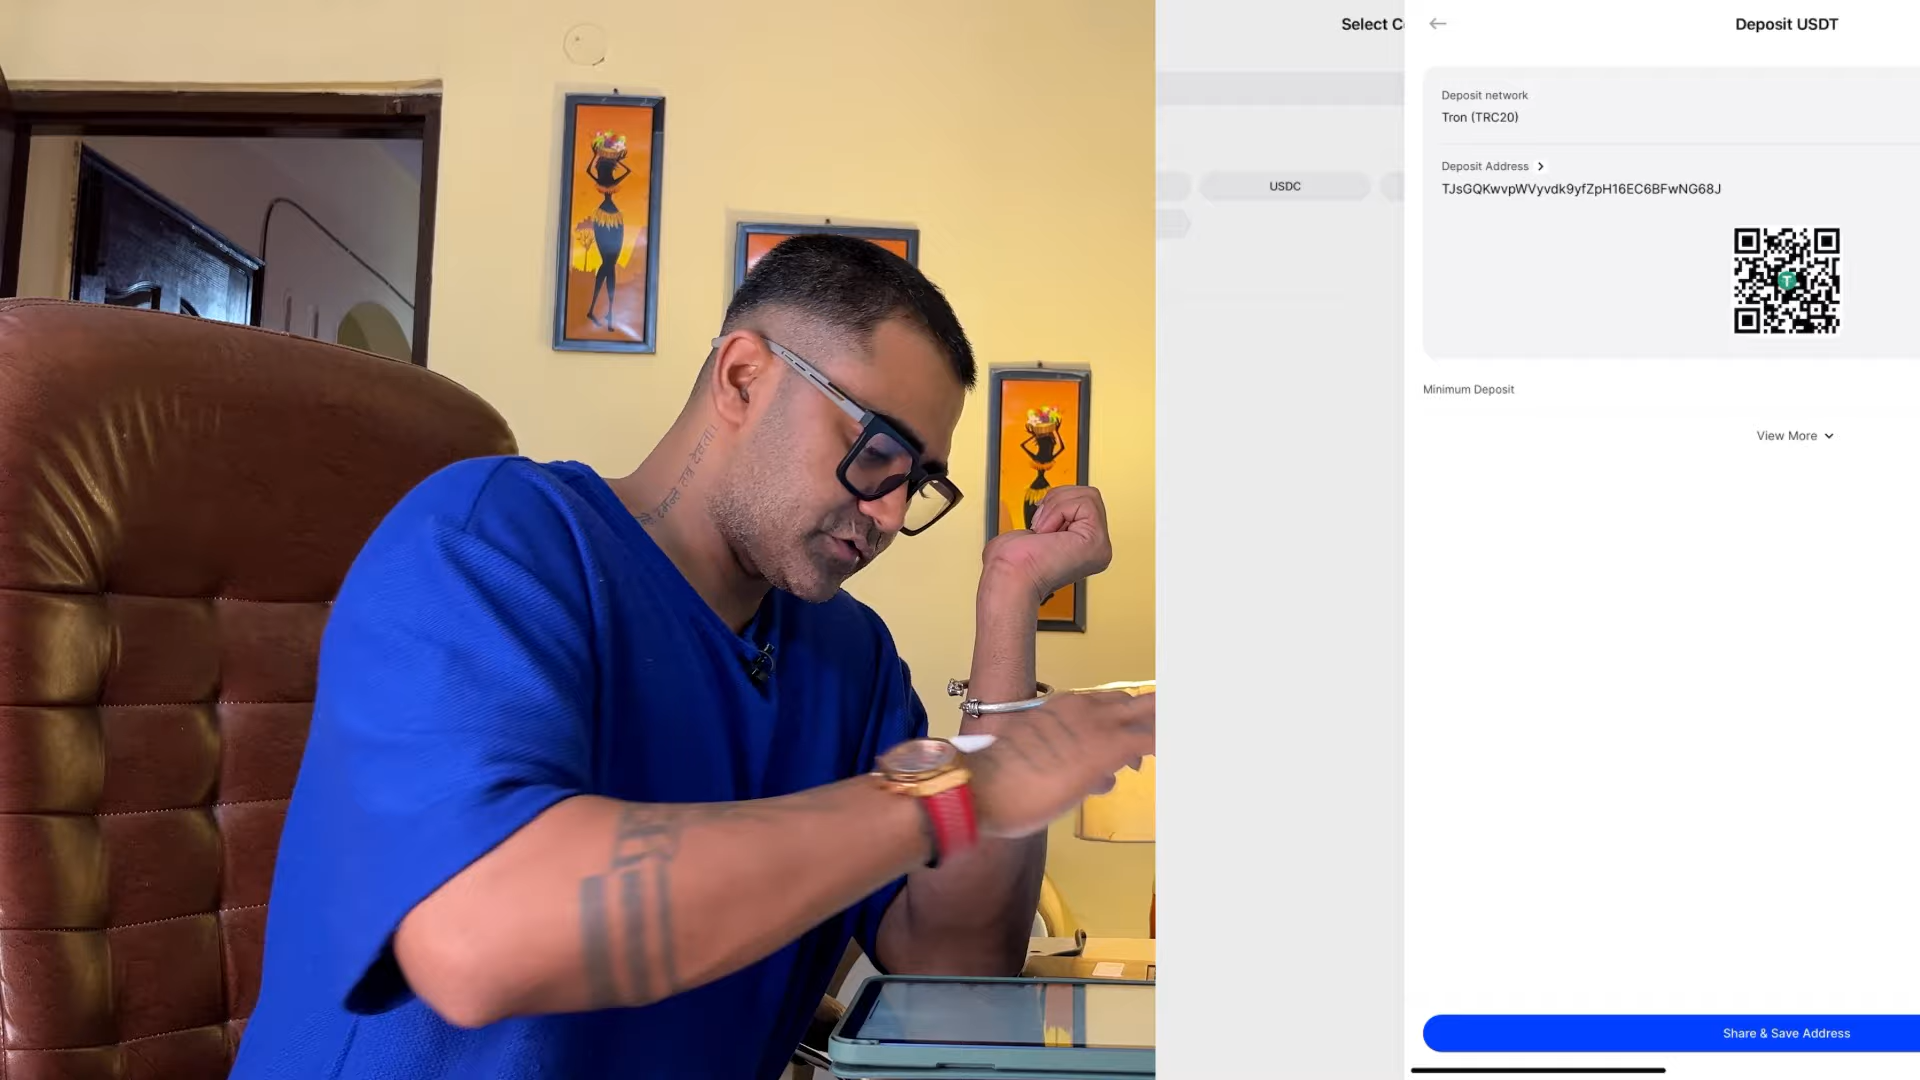 Select C
Deposit USDT
Deposit network
Tron (TRC20)
USDC
Deposit Address
TJsGQKwvpWVyvdk9yfZpH16EC6BFwNG68J
Minimum Deposit
View More
Share & Save Address